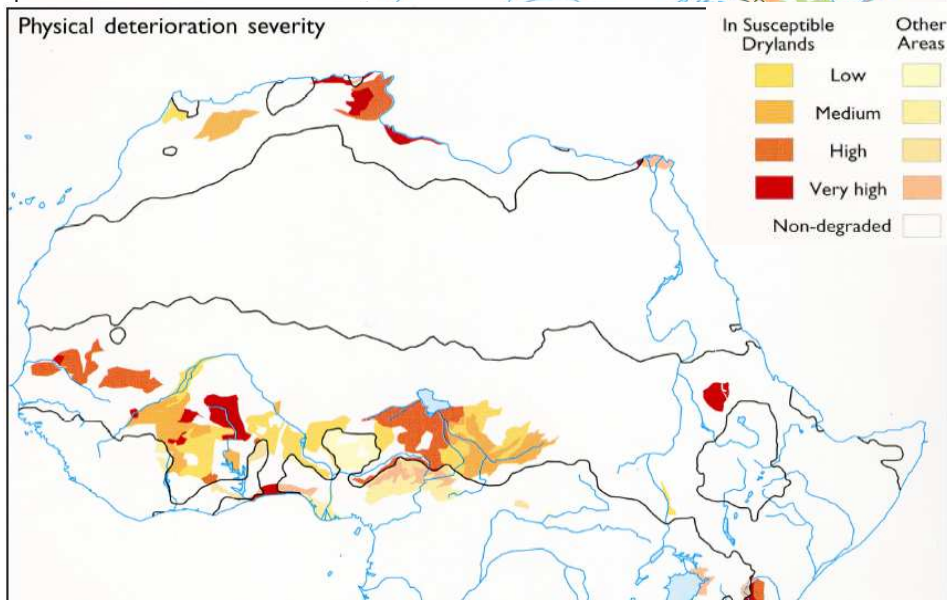 Physical deterioration severity
In Susceptible
Drylands
Other
Areas
Low
Medium
High
Very high
Non-degraded